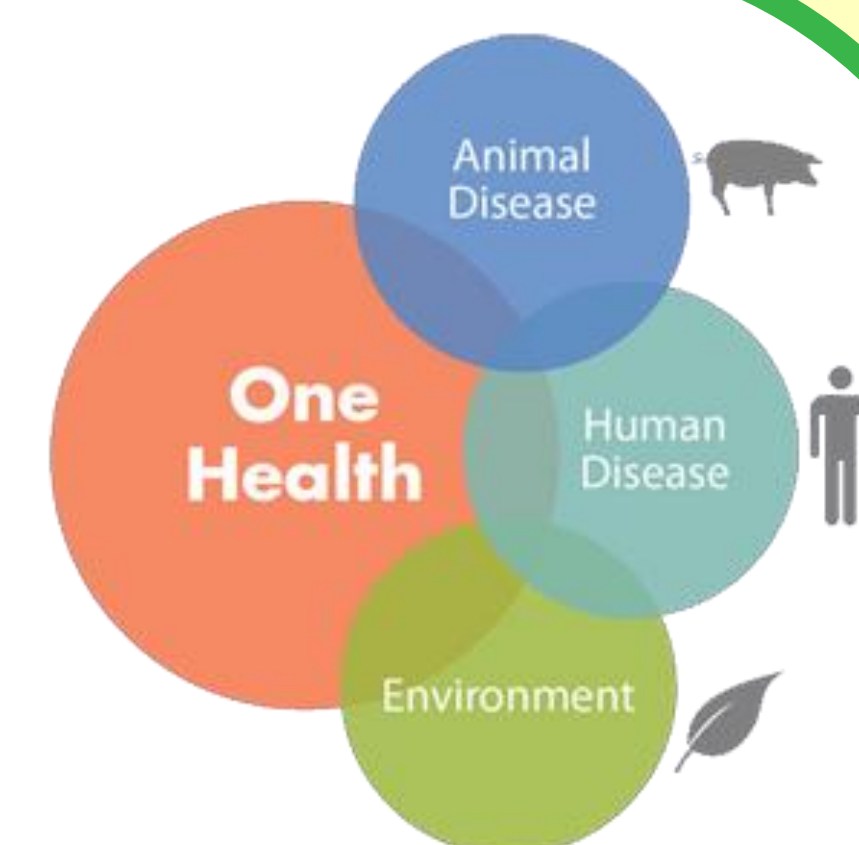 Animal
Disease
One
Health
Human
Disease
Environment